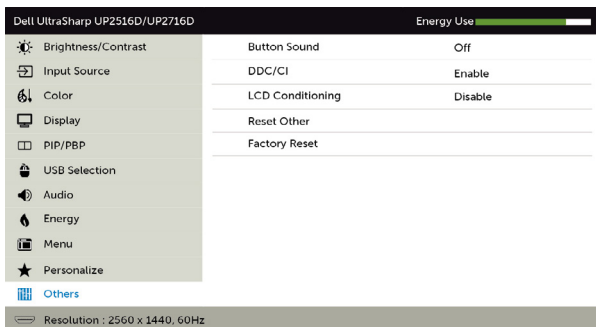 Dell UltraSharp UP2516D/UP2716D Energy Use
Brightness/Contrast Button Sound Off
Input Source DDC/CI Enable
Color LCD Conditioning Disable
Display Reset Other
PIP/PBP Factory Reset
USB Selection
Audio
Energy
Menu
Personalize
Others
Resolution : 2560 x 1440, 60Hz